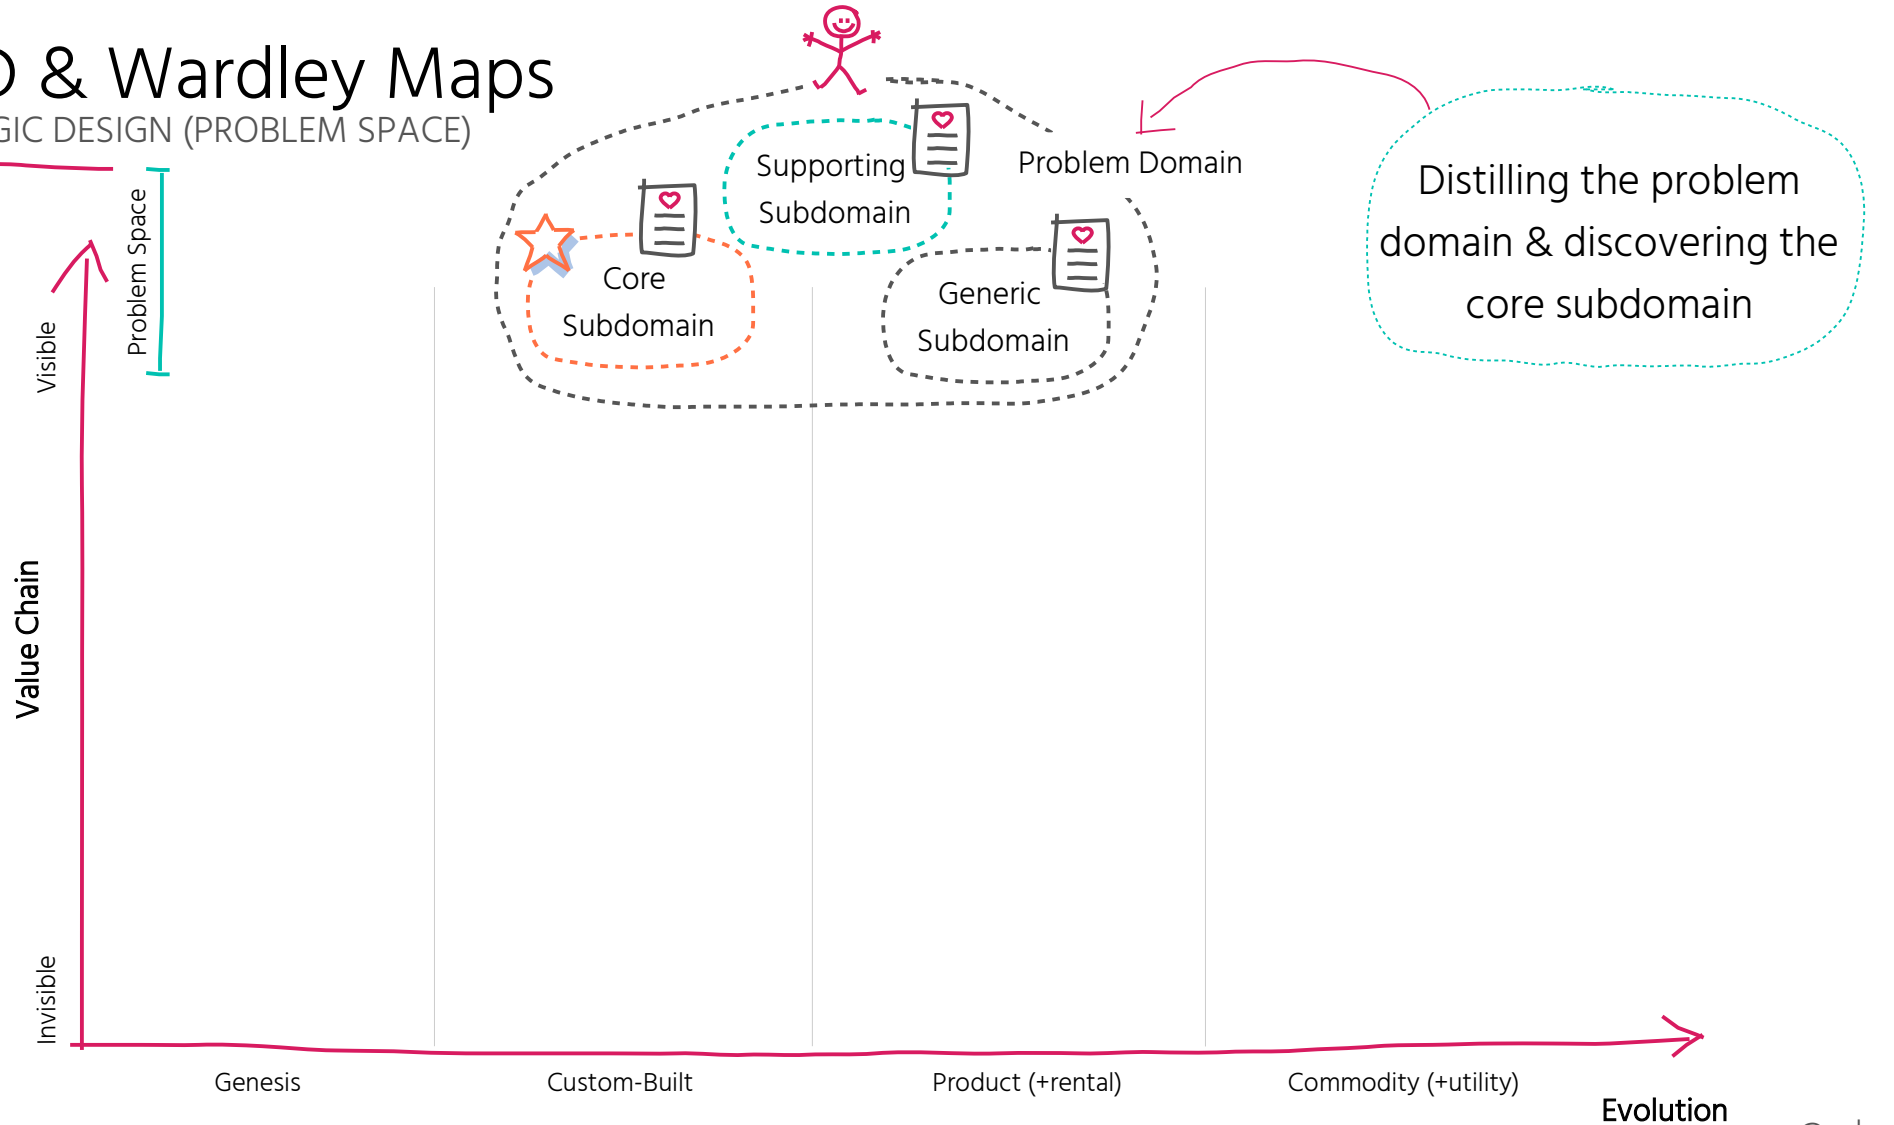 & Wardley Maps
GIC DESIGN (PROBLEM SPACE)
Problem Space
Visible
Value Chain
Invisible
Supporting
Subdomain
Problem Domain
Core
Subdomain
Generic
Subdomain
Distilling the problem
domain & discovering the
core subdomain
Genesis
Custom-Built
Product (+rental)
Commodity (+utility)
Evolution